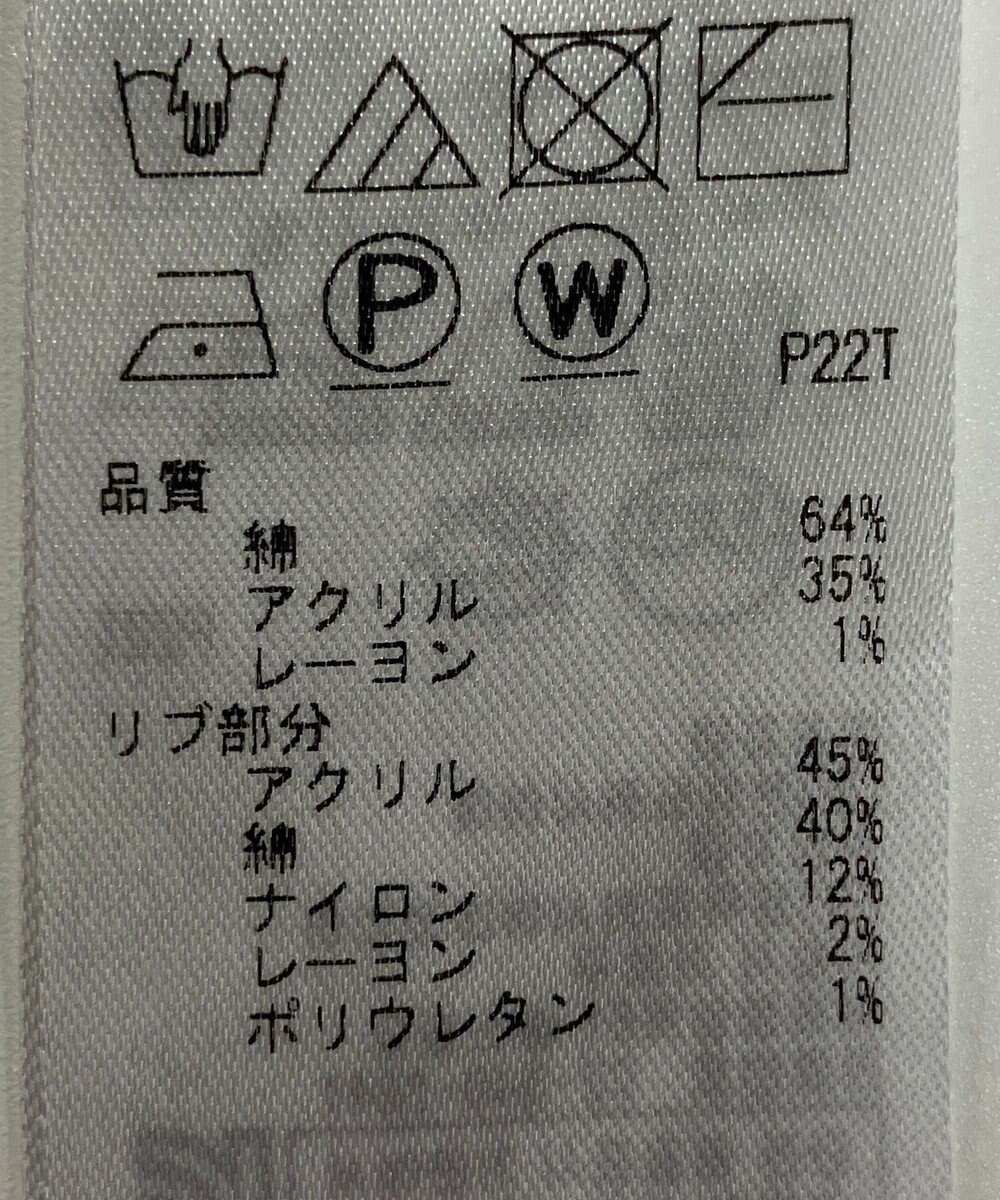 P W
P22T
品質
綿 64%
アクリル 35%
レーヨン 1%
リブ部分
アクリル 45%
綿 40%
ナイロン 12%
レーヨン 2%
ポリウレタン 1%